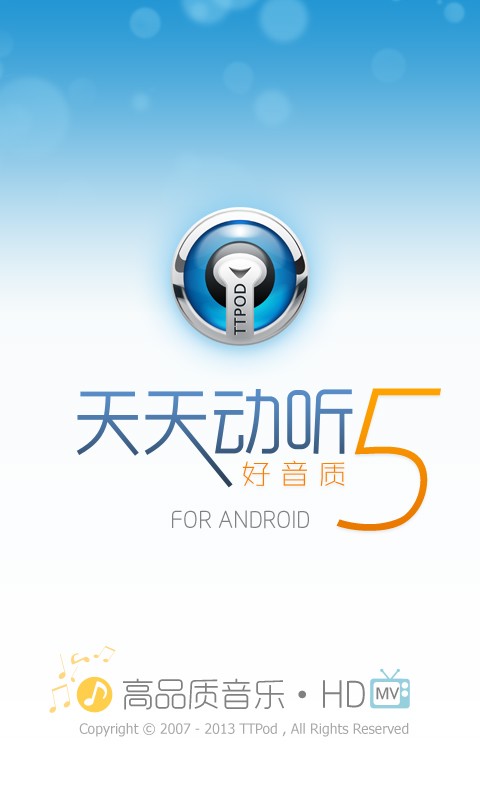 TTPOD
天天动听5
好音质
FOR ANDROID
高品质音乐·HD MV
Copyright © 2007 - 2013 TTPod , All Rights Reserved